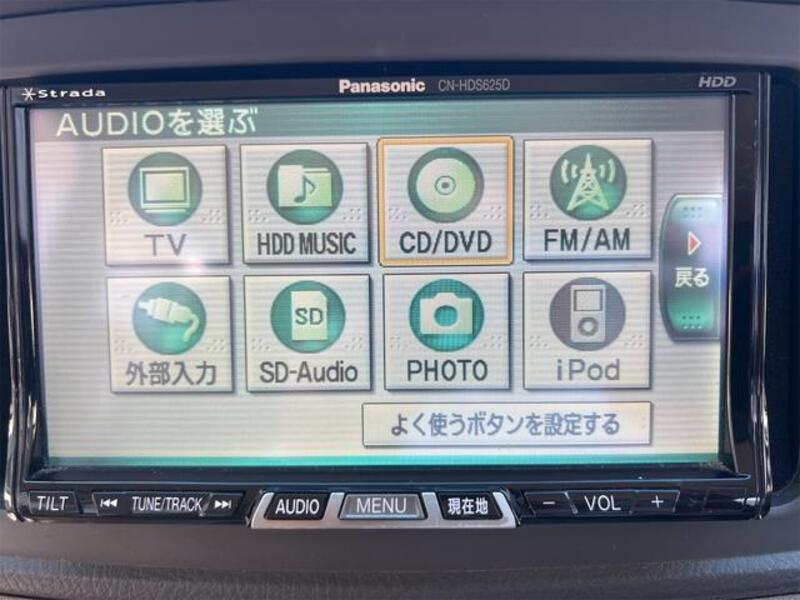 Strada Panasonic CN-HDS625D HDD
AUDIOを選ぶ
TV HDD MUSIC CD/DVD FM/AM
戻る
外部入力 SD SD-Audio PHOTO iPod
よく使うボタンを設定する
TILT TUNE/TRACK AUDIO MENU 現在地 − VOL +